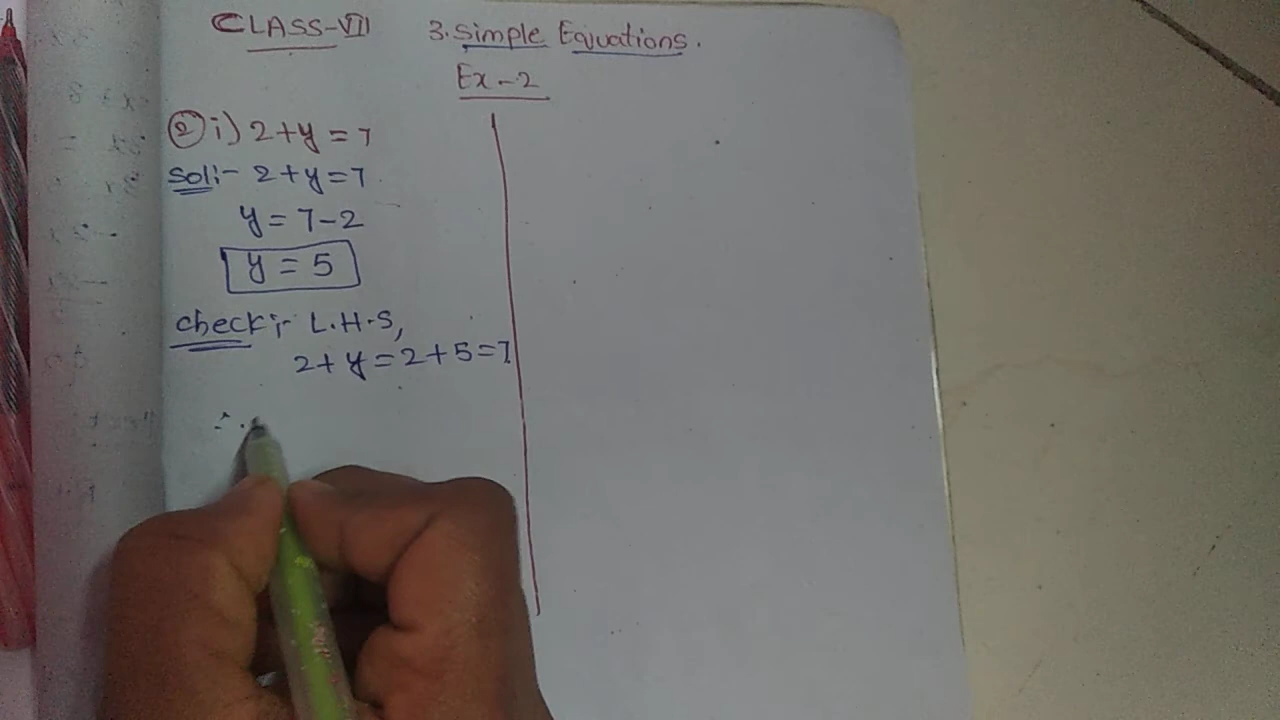 CLASS-VII 3. Simple Equations.
Ex-2
② i) 2+y=7
Sol:- 2+y=7
y=7-2
y=5
check:- L.H.S,
2+y=2+5=7
∴